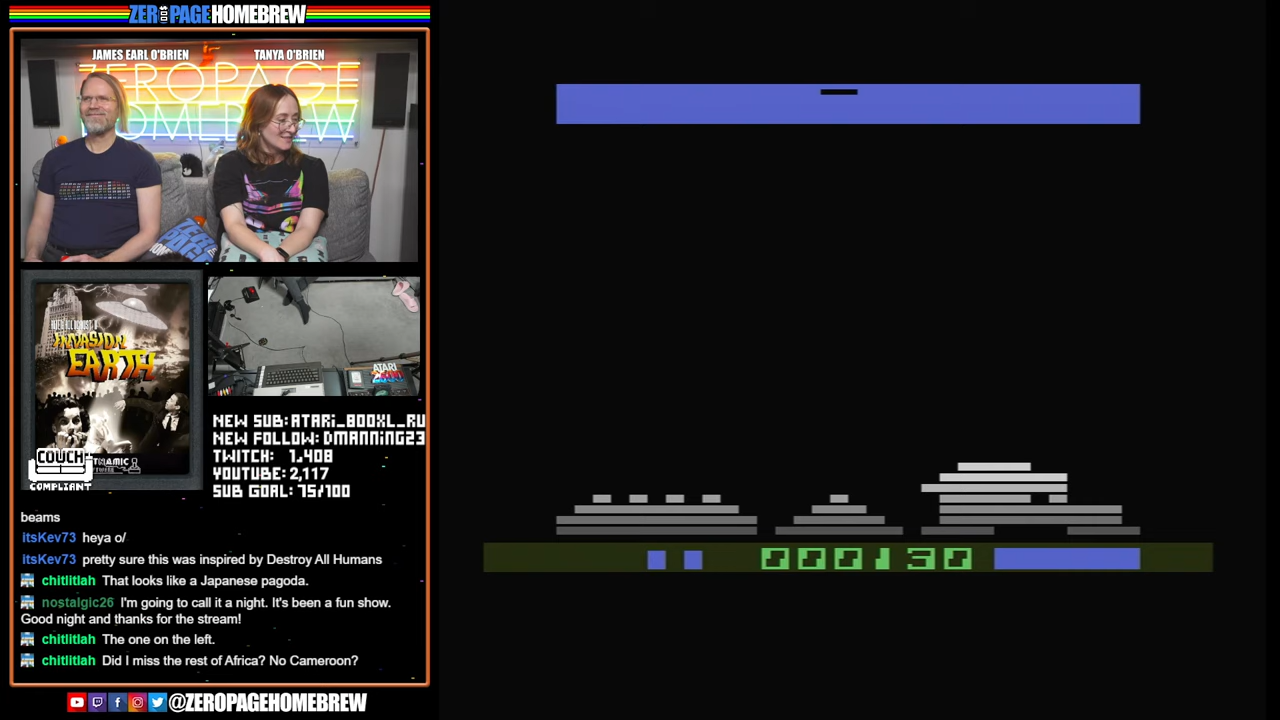 ZEROPAGE HOMEBREW
JAMES EARL O'BRIEN
TANYA O'BRIEN
ZEROPAGE
HOMEBREW
INVASION
EARTH
ATARI
COUCH
COMPLIANT
NEW SUB:ATARI_800XL_RU
NEW FOLLOW:DMANNING23
TWITCH: 1,408
YOUTUBE: 2,117
SUB GOAL: 75/100
beams
itsKev73 heya o/
itsKev73 pretty sure this was inspired by Destroy All Humans
chitlitlah That looks like a Japanese pagoda.
nostalgic26 I'm going to call it a night. It's been a fun show.
Good night and thanks for the stream!
chitlitlah The one on the left.
chitlitlah Did I miss the rest of Africa? No Cameroon?
@ZEROPAGEHOMEBREW
000130